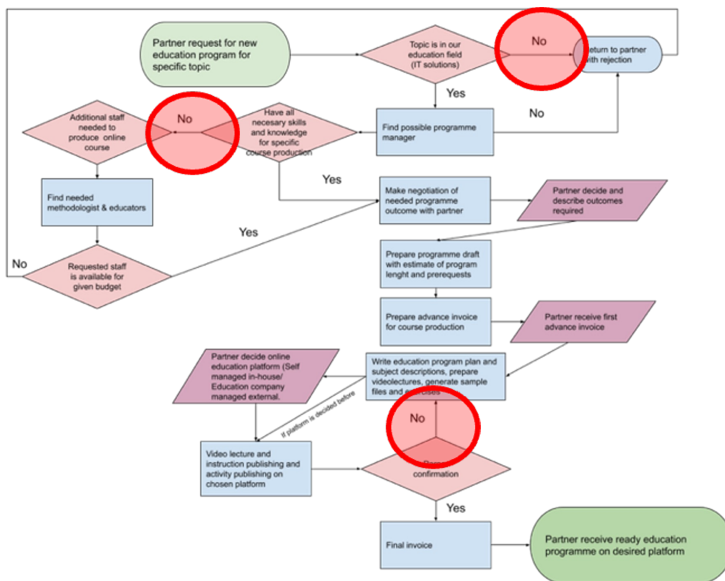 Partner request for new
education program for
specific topic
Topic is in our
education field
(IT solutions)
No
Return to partner
with rejection
Yes
No
Find possible programme
manager
Have all
necesary skills
and knowledge
for specific
course production
No
Additional staff
needed to
produce online
course
Yes
Find needed
methodologist & educators
Make negotiation of
needed programme
outcome with partner
Partner decide and
describe outcomes
required
Yes
No
Requested staff
is available for
given budget
Prepare programme draft
with estimate of program
lenght and prerequests
Prepare advance invoice
for course production
Partner receive first
advance invoice
Partner decide online
education platform (Self
managed in-house/
Education company
managed external.
Write education program plan and
subject descriptions, prepare
videolectures, generate sample
files and exercises
If platform is decided before
No
Video lecture and
instruction publishing and
activity publishing on
chosen platform
confirmation
Yes
Final invoice
Partner receive ready education
programme on desired platform